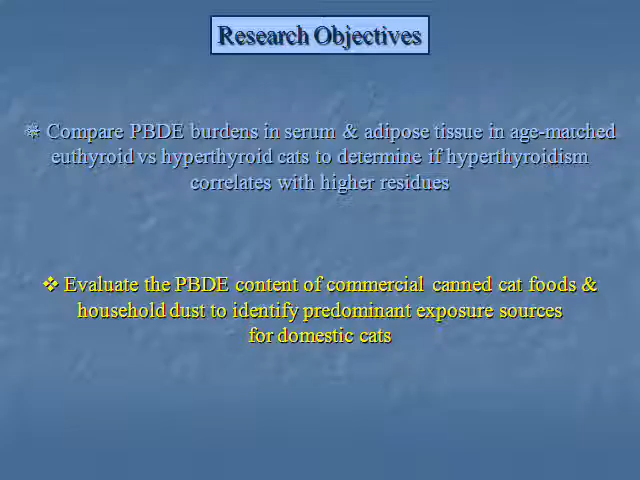 Research Objectives
❃ Compare PBDE burdens in serum & adipose tissue in age-matched
euthyroid vs hyperthyroid cats to determine if hyperthyroidism
correlates with higher residues
❖ Evaluate the PBDE content of commercial canned cat foods &
household dust to identify predominant exposure sources
for domestic cats